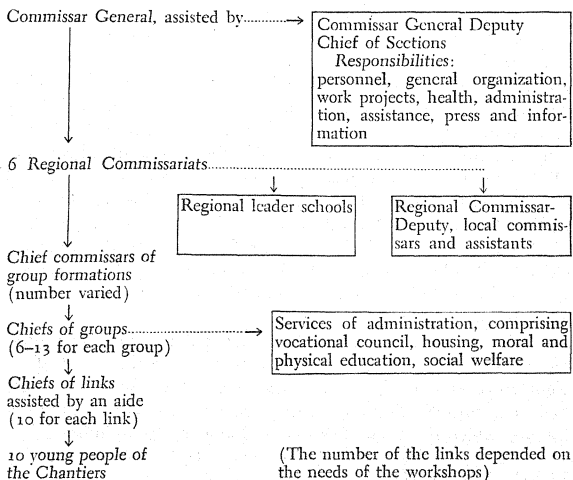 Commissar General, assisted by
Commissar General Deputy
Chief of Sections
Responsibilities:
personnel, general organization,
work projects, health, administra-
tion, assistance, press and infor-
mation
6 Regional Commissariats
Regional leader schools
Regional Commissar-
Deputy, local commis-
sars and assistants
Chief commissars of
group formations
(number varied)
Chiefs of groups
(6–13 for each group)
Services of administration, comprising
vocational council, housing, moral and
physical education, social welfare
Chiefs of links
assisted by an aide
(10 for each link)
10 young people of
the Chantiers
(The number of the links depended on
the needs of the workshops)